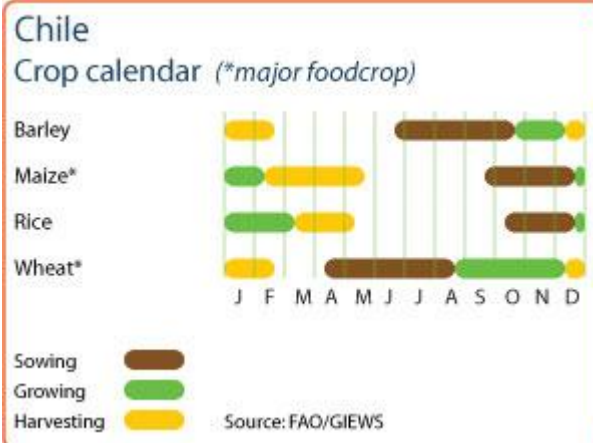 Chile
Crop calendar (*major foodcrop)
Barley
Maize*
Rice
Wheat*
J F M A M J J A S O N D
Sowing
Growing
Harvesting
Source: FAO/GIEWS